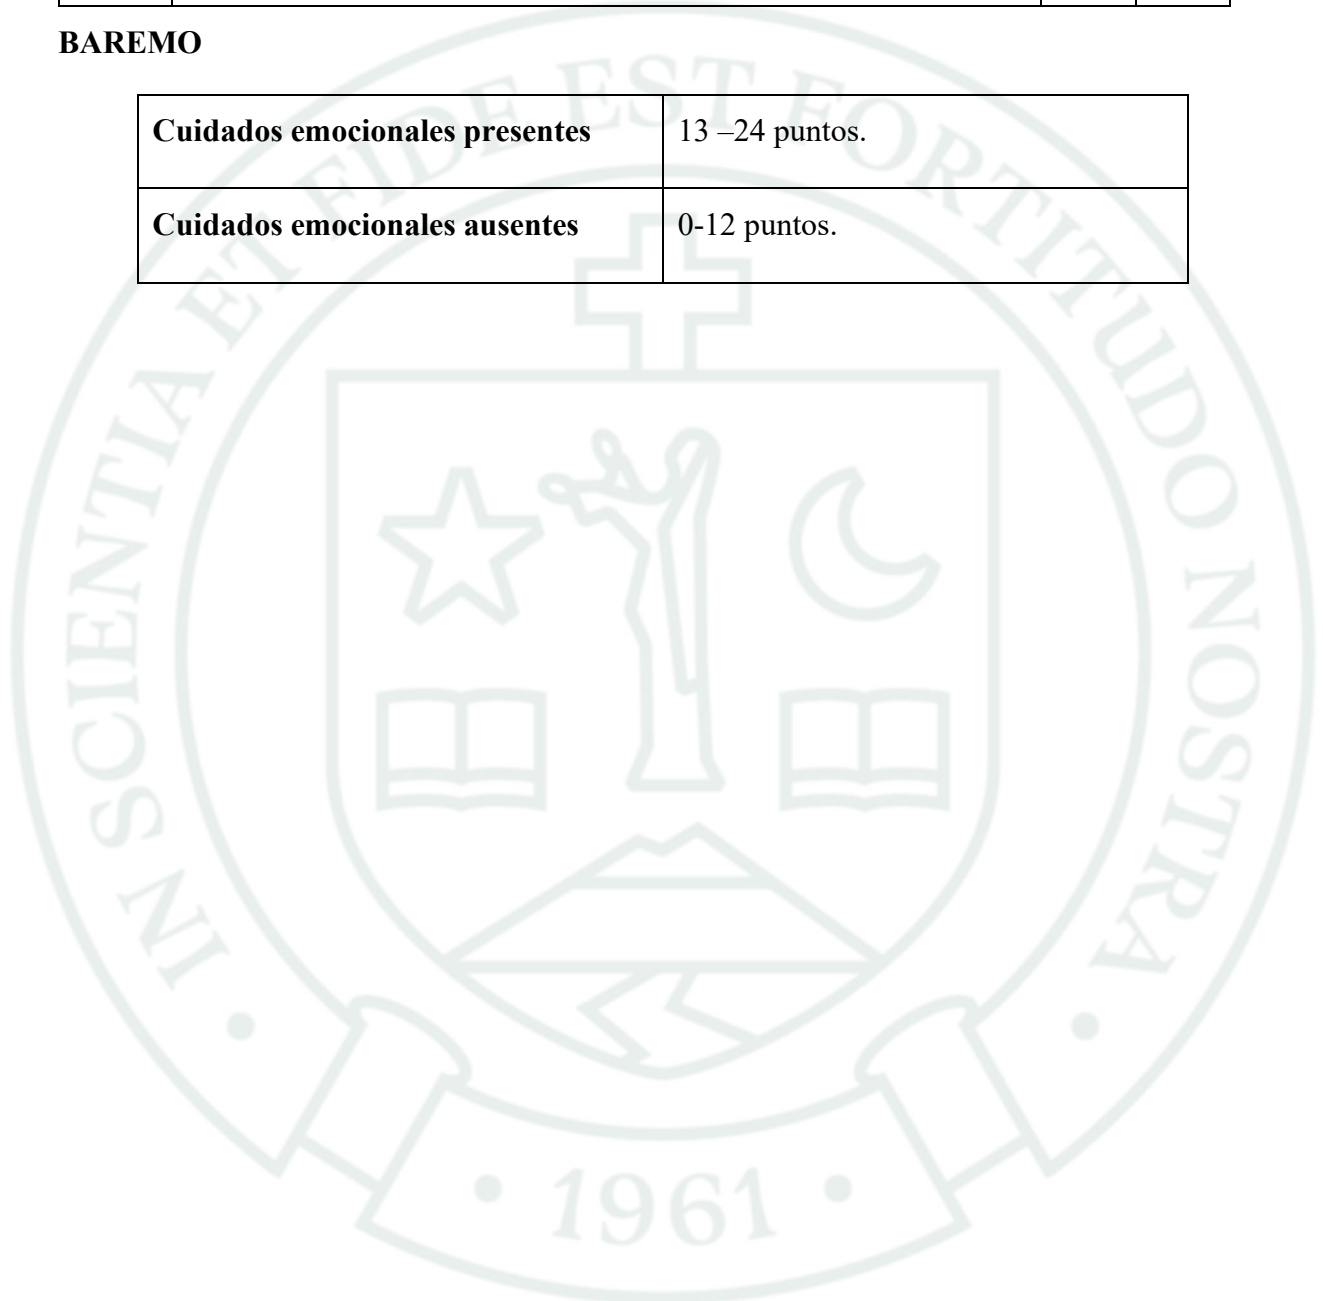 BAREMO
Cuidados emocionales presentes 13 –24 puntos.
Cuidados emocionales ausentes 0-12 puntos.
IN SCIENTIA ET FIDE EST FORTITUDO NOSTRA
• 1961 •